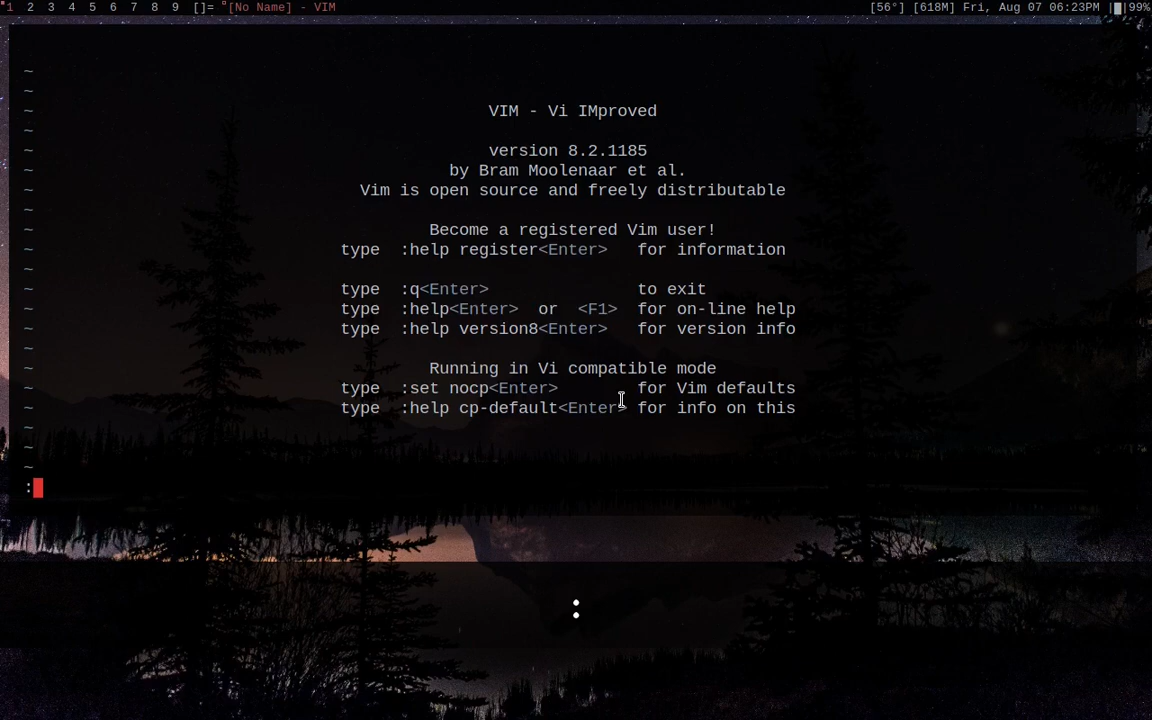 1 2 3 4 5 6 7 8 9 []= [No Name] - VIM [56°] [618M] Fri, Aug 07 06:23PM | |99%
~
~
~ VIM - Vi IMproved
~
~ version 8.2.1185
~ by Bram Moolenaar et al.
~ Vim is open source and freely distributable
~
~ Become a registered Vim user!
~ type :help register<Enter> for information
~
~ type :q<Enter> to exit
~ type :help<Enter> or <F1> for on-line help
~ type :help version8<Enter> for version info
~
~ Running in Vi compatible mode
~ type :set nocp<Enter> for Vim defaults
~ type :help cp-default<Enter> for info on this
~
~
~
:
: